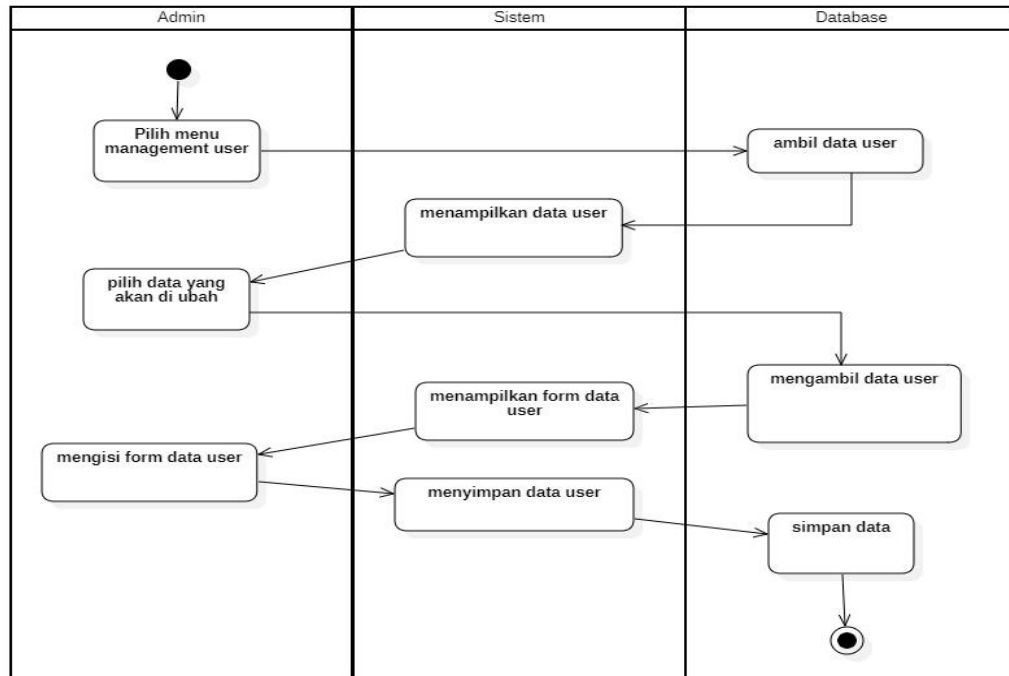 Admin
Sistem
Database
Pilih menu
management user
ambil data user
menampilkan data user
pilih data yang
akan di ubah
mengambil data user
menampilkan form data
user
mengisi form data user
menyimpan data user
simpan data